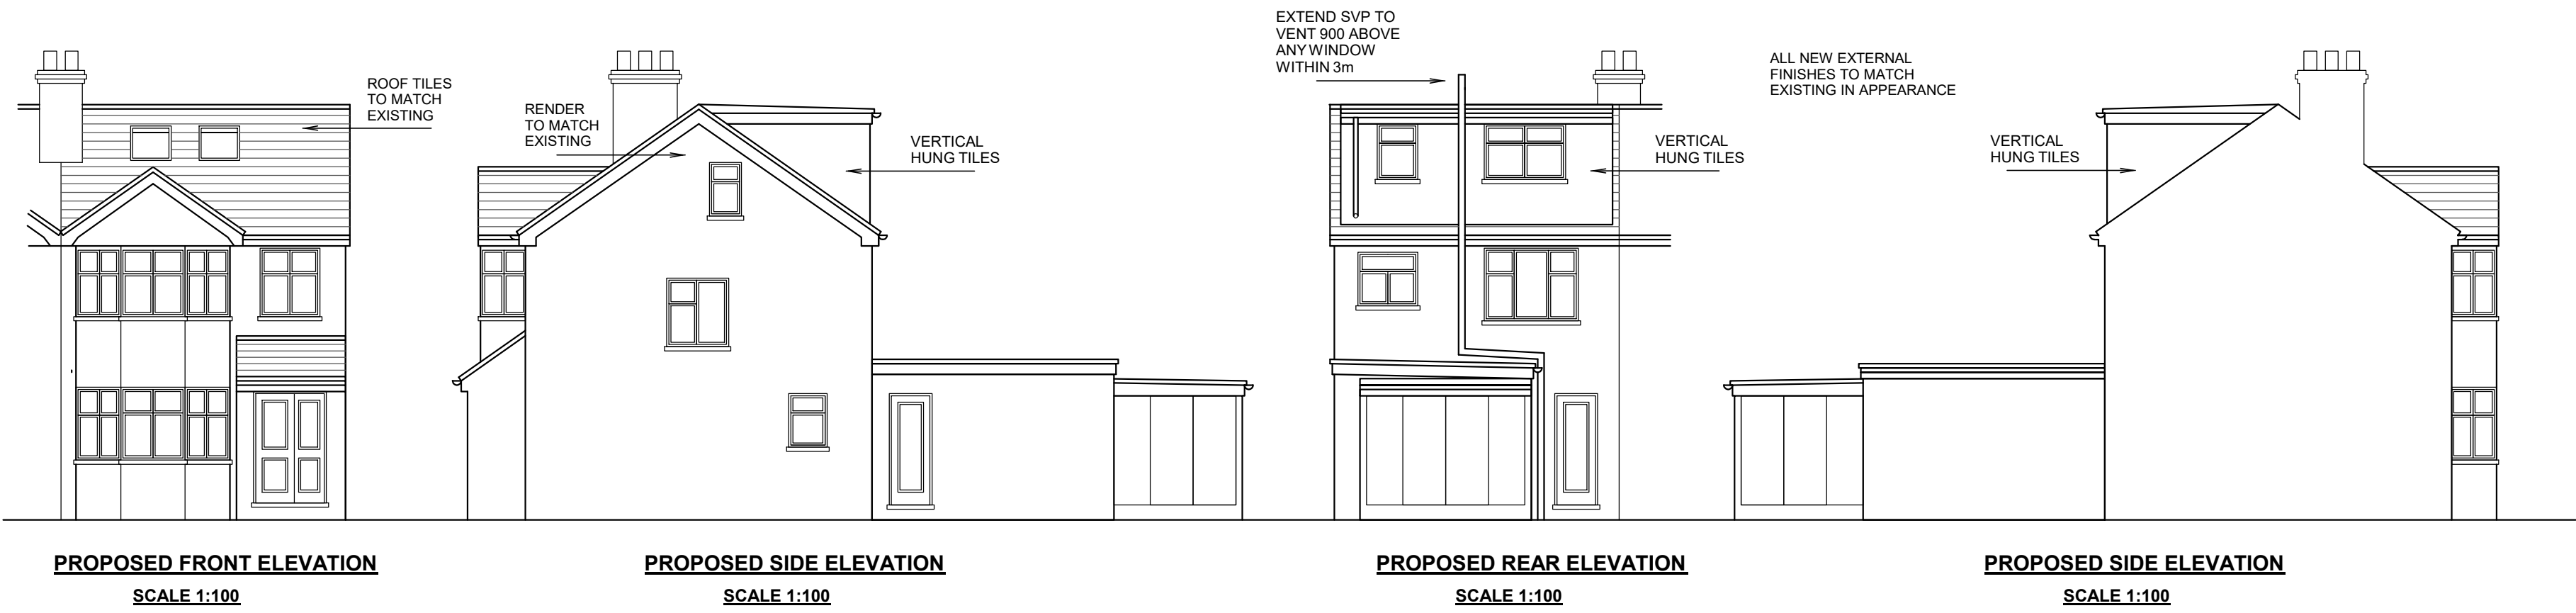 ROOF TILES
TO MATCH
EXISTING
RENDER
TO MATCH
EXISTING
VERTICAL
HUNG TILES
EXTEND SVP TO
VENT 900 ABOVE
ANY WINDOW
WITHIN 3m
VERTICAL
HUNG TILES
ALL NEW EXTERNAL
FINISHES TO MATCH
EXISTING IN APPEARANCE
VERTICAL
HUNG TILES
PROPOSED FRONT ELEVATION
SCALE 1:100
PROPOSED SIDE ELEVATION
SCALE 1:100
PROPOSED REAR ELEVATION
SCALE 1:100
PROPOSED SIDE ELEVATION
SCALE 1:100